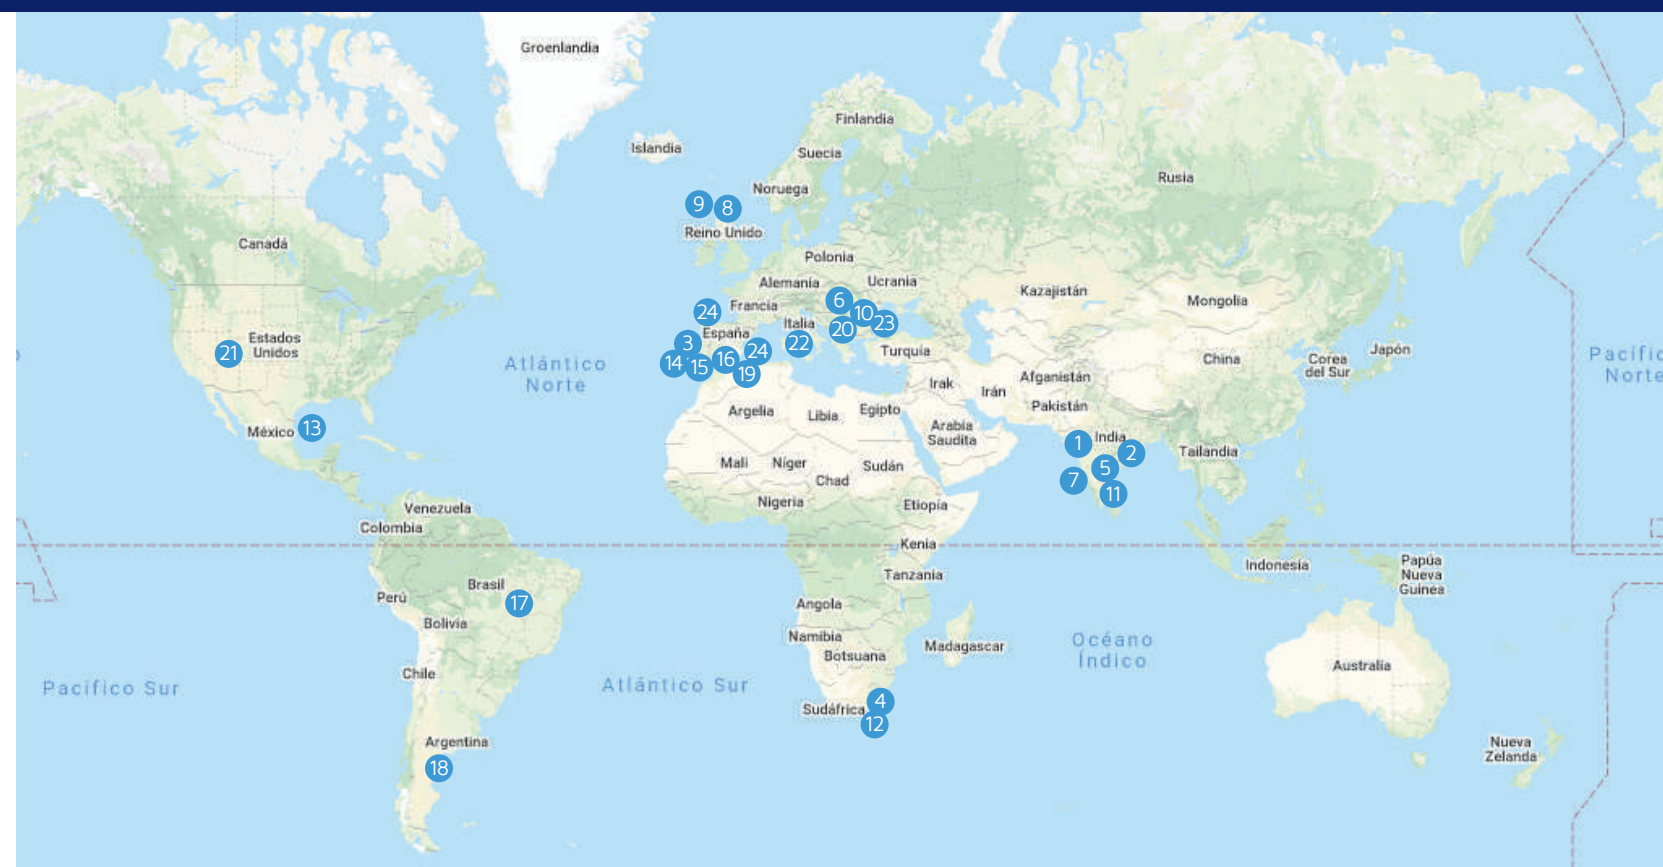 Groenlandia
Finlandia
Islandia
Suecia
Rusia
Noruega
9
8
Reino Unido
Canadá
Polonia
Alemania
Ucrania
Kazajistán
Mongolia
6
24
Francia
10
Italia
23
20
España
Estados
Unidos
21
3
22
14
15
16
24
19
Turquía
Atlántico
Norte
China
Corea
del Sur
Japón
Pacífic
Norte
Irak
Irán
Afganistán
Pakistán
Argelia
Libia
Egipto
Arabia
Saudita
México
13
1
India
2
Tailandia
5
7
11
Malí
Níger
Sudán
Chad
Nigeria
Etiopía
Venezuela
Colombia
Kenia
Tanzania
Indonesia
Papúa
Nueva
Guinea
Brasil
17
Perú
Bolivia
Angola
Namibia
Botsuana
Madagascar
Océano
Índico
Australia
Chile
Pacífico Sur
Atlántico Sur
4
Sudáfrica
12
Argentina
18
Nueva
Zelanda